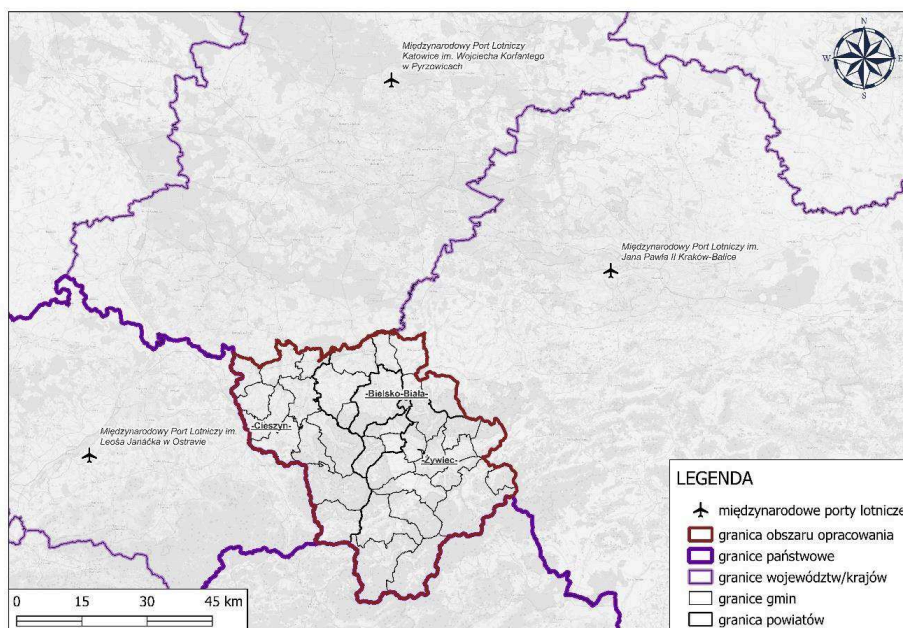 Międzynarodowy Port Lotniczy
Katowice im. Wojciecha Korfantego
w Pyrzowicach
N
W
E
S
Międzynarodowy Port Lotniczy im.
Jana Pawła II Kraków-Balice
-Bielsko-Biała-
-Cieszyn-
Międzynarodowy Port Lotniczy im.
Leoša Janáčka w Ostravie
-Żywiec-
LEGENDA
międzynarodowe porty lotnicze
granica obszaru opracowania
granice państwowe
granice województw/krajów
granice gmin
granica powiatów
0 15 30 45 km